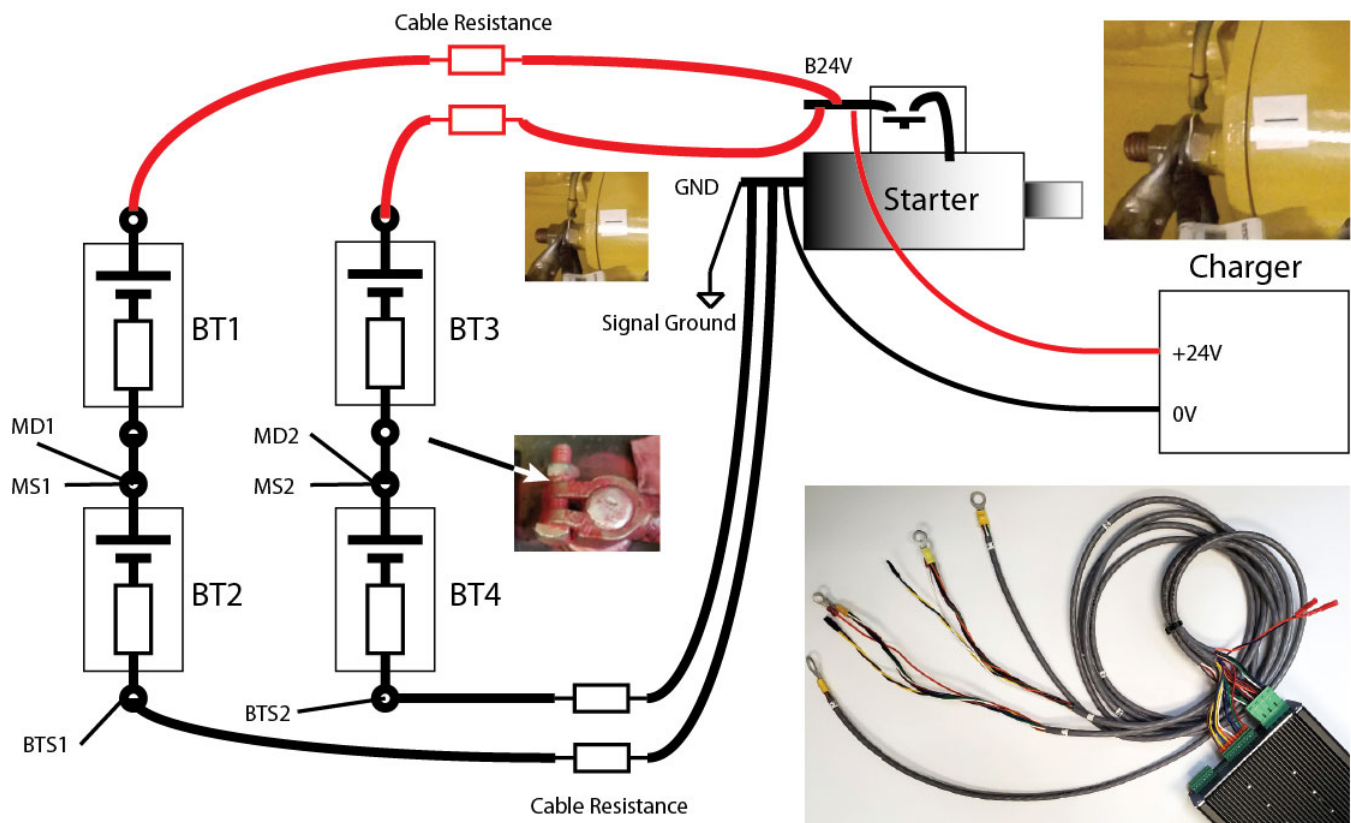 Cable Resistance
B24V
GND
Starter
Charger
Signal Ground
+24V
0V
BT1
BT3
MD1
MD2
MS1
MS2
BT2
BT4
BTS2
BTS1
Cable Resistance